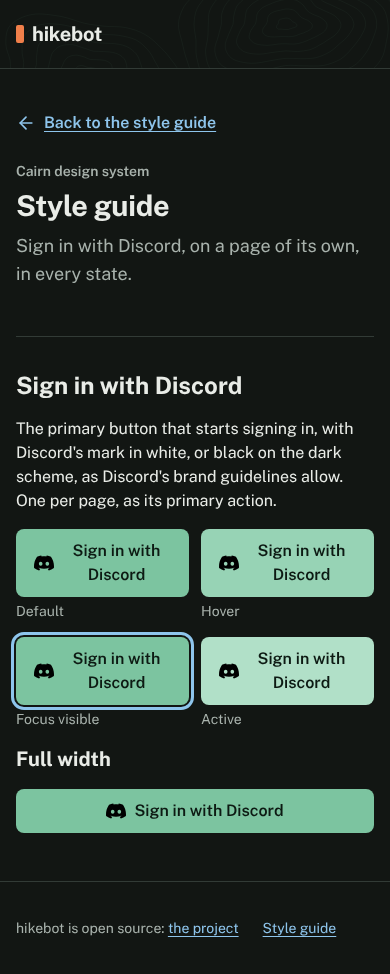 hikebot
Back to the style guide
Cairn design system
Style guide
Sign in with Discord, on a page of its own,
in every state.
Sign in with Discord
The primary button that starts signing in, with
Discord's mark in white, or black on the dark
scheme, as Discord's brand guidelines allow.
One per page, as its primary action.
Sign in with
Discord
Sign in with
Discord
Default
Hover
Sign in with
Discord
Sign in with
Discord
Focus visible
Active
Full width
Sign in with Discord
hikebot is open source: the project
Style guide